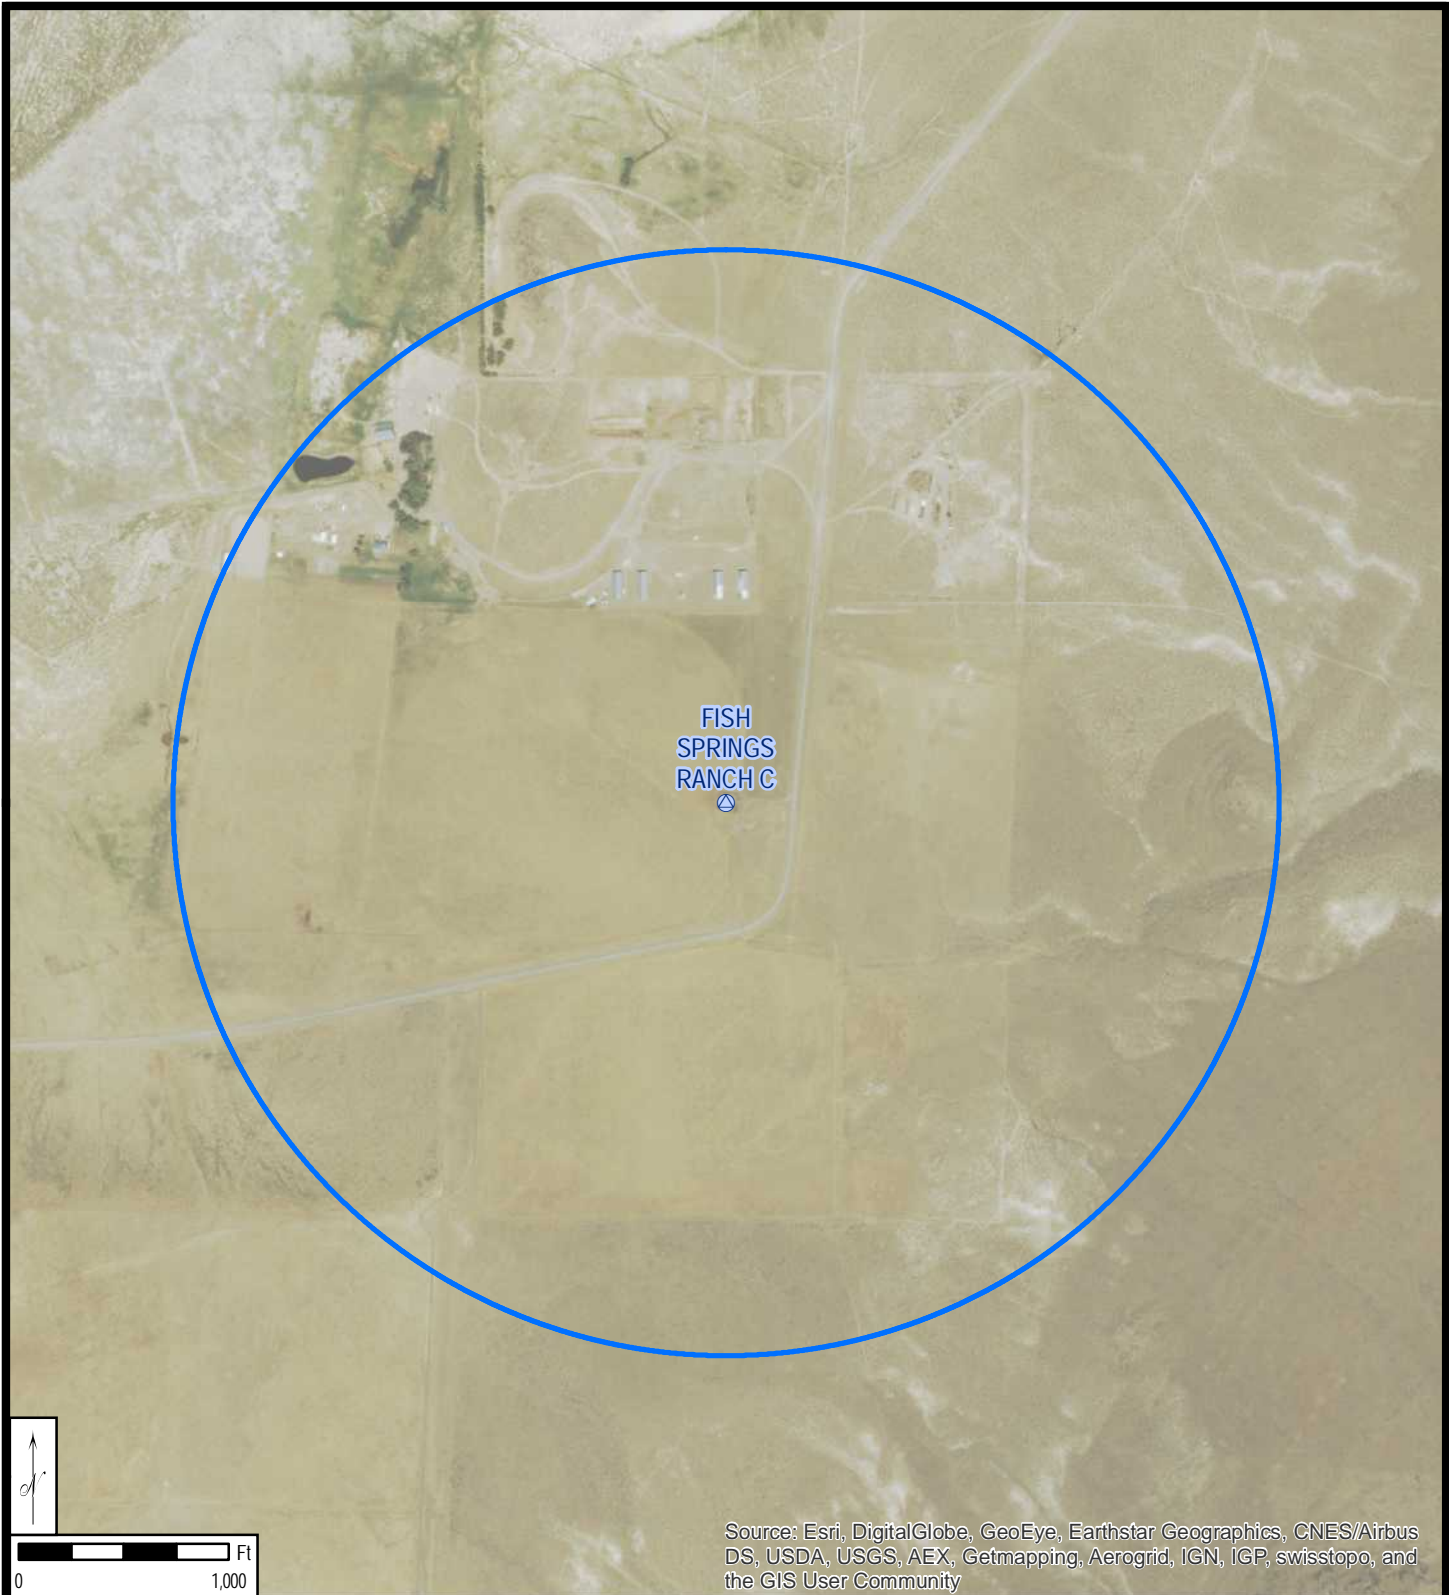 FISH
SPRINGS
RANCH C
N
Ft
0 1,000
Source: Esri, DigitalGlobe, GeoEye, Earthstar Geographics, CNES/Airbus
DS, USDA, USGS, AEX, Getmapping, Aerogrid, IGN, IGP, swisstopo, and
the GIS User Community